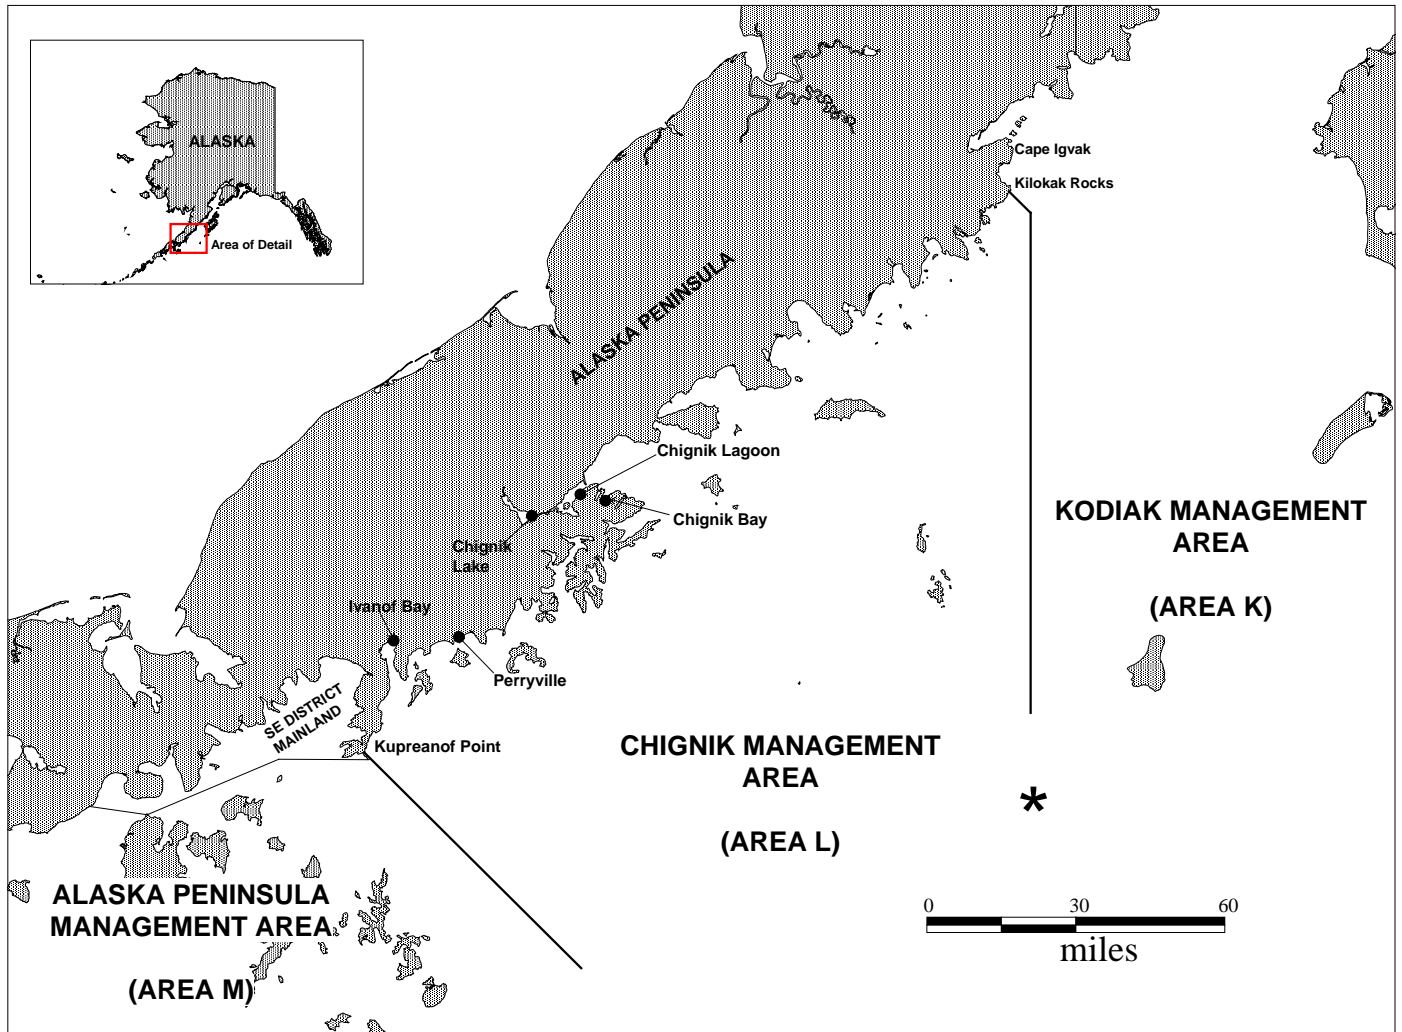 ALASKA
Area of Detail
Cape Igvak
Kilokak Rocks
ALASKA PENINSULA
Chignik Lagoon
Chignik Bay
Chignik
Lake
Ivanof Bay
Perryville
SE DISTRICT
MAINLAND
Kupreanof Point
KODIAK MANAGEMENT
AREA
(AREA K)
CHIGNIK MANAGEMENT
AREA
(AREA L)
*
ALASKA PENINSULA
MANAGEMENT AREA
(AREA M)
0 30 60
miles